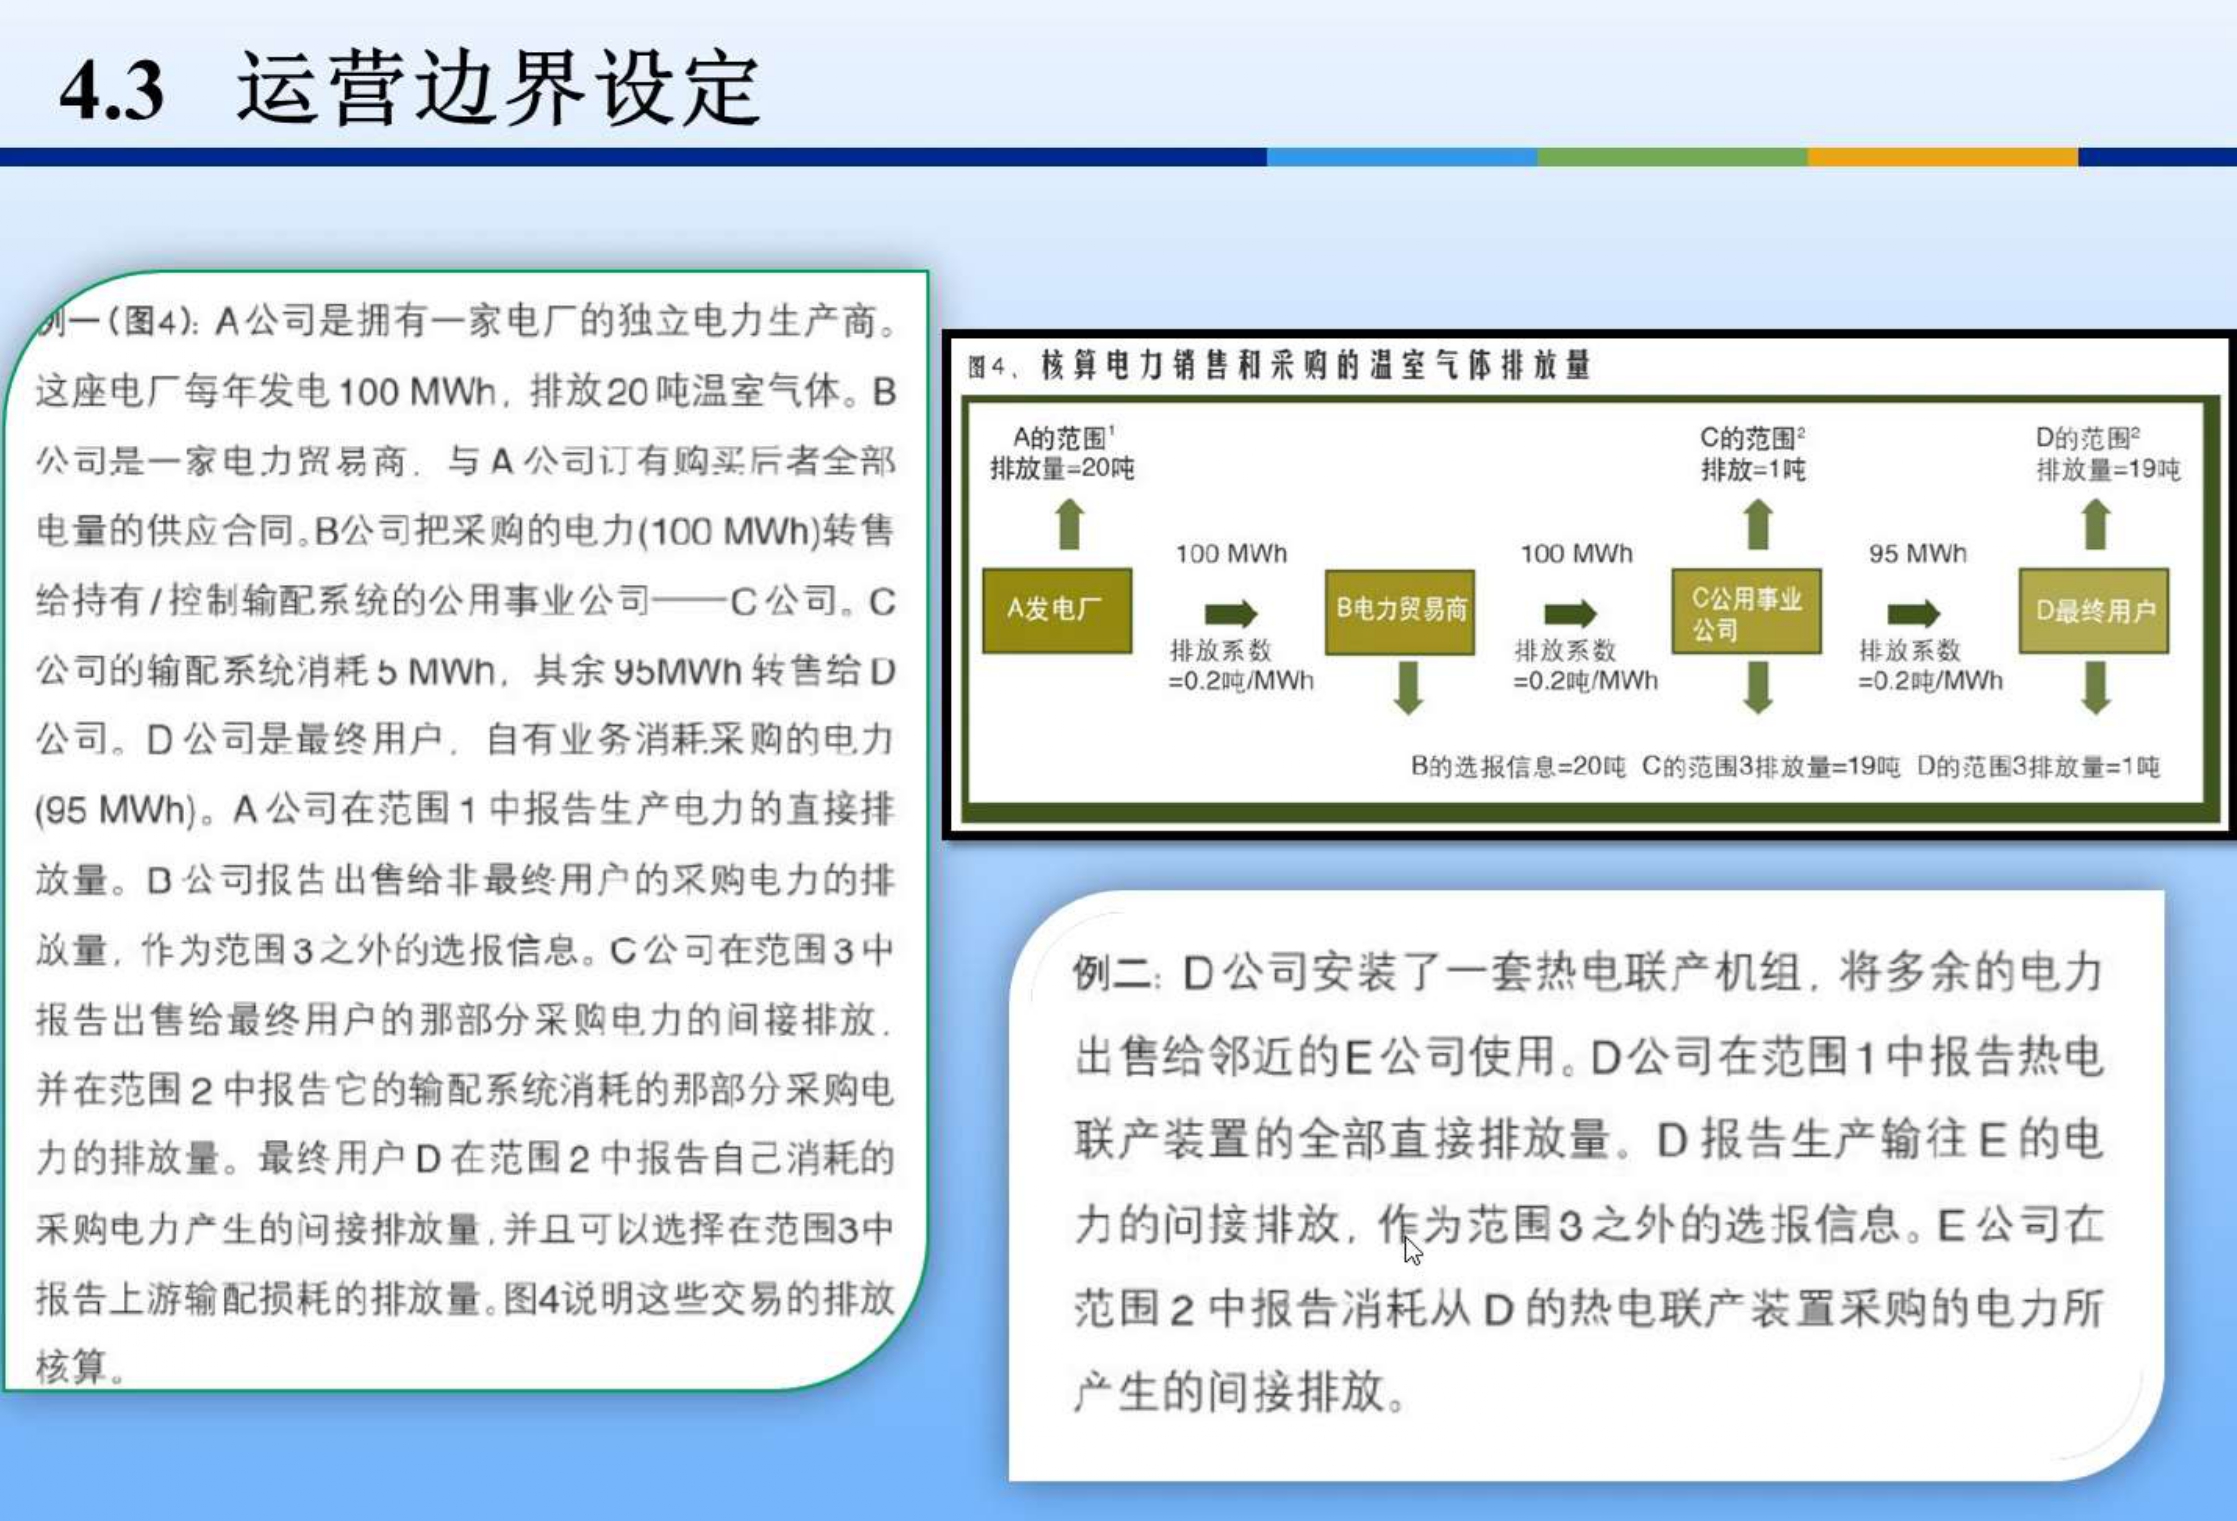 4.3 运营边界设定
例一(图4): A公司是拥有一家电厂的独立电力生产商。
这座电厂每年发电100 MWh, 排放20吨温室气体。B
公司是一家电力贸易商, 与A公司订有购买后者全部
电量的供应合同。B公司把采购的电力(100 MWh)转售
给持有/控制输配系统的公用事业公司——C公司。C
公司的输配系统消耗5 MWh, 其余95MWh转售给D
公司。D公司是最终用户, 自有业务消耗采购的电力
(95 MWh)。A公司在范围1中报告生产电力的直接排
放量。B公司报告出售给非最终用户的采购电力的排
放量, 作为范围3之外的选报信息。C公司在范围3中
报告出售给最终用户的那部分采购电力的间接排放,
并在范围2中报告它的输配系统消耗的那部分采购电
力的排放量。最终用户D在范围2中报告自己消耗的
采购电力产生的间接排放量,并且可以选择在范围3中
报告上游输配损耗的排放量。图4说明这些交易的排放
核算。
图4. 核算电力销售和采购的温室气体排放量
A的范围¹
排放量=20吨
C的范围²
排放=1吨
D的范围²
排放量=19吨
100 MWh
100 MWh
95 MWh
A发电厂
B电力贸易商
C公用事业
公司
D最终用户
排放系数
=0.2吨/MWh
排放系数
=0.2吨/MWh
排放系数
=0.2吨/MWh
B的选报信息=20吨 C的范围3排放量=19吨 D的范围3排放量=1吨
例二: D公司安装了一套热电联产机组, 将多余的电力
出售给邻近的E公司使用。D公司在范围1中报告热电
联产装置的全部直接排放量。D报告生产输往E的电
力的间接排放, 作为范围3之外的选报信息。E公司在
范围2中报告消耗从D的热电联产装置采购的电力所
产生的间接排放。